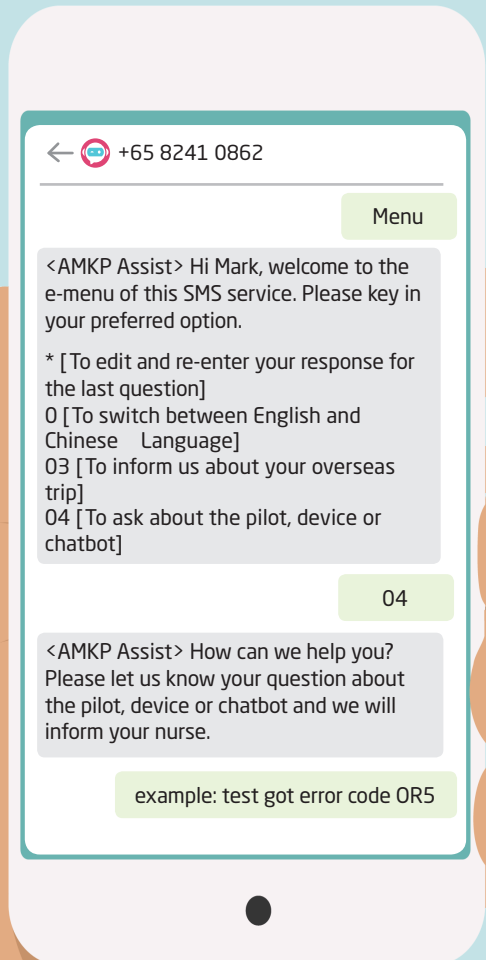 +65 8241 0862
Menu
<AMKP Assist> Hi Mark, welcome to the
e-menu of this SMS service. Please key in
your preferred option.
* [To edit and re-enter your response for
the last question]
0 [To switch between English and
Chinese    Language]
03 [To inform us about your overseas
trip]
04 [To ask about the pilot, device or
chatbot]
04
<AMKP Assist> How can we help you?
Please let us know your question about
the pilot, device or chatbot and we will
inform your nurse.
example: test got error code OR5